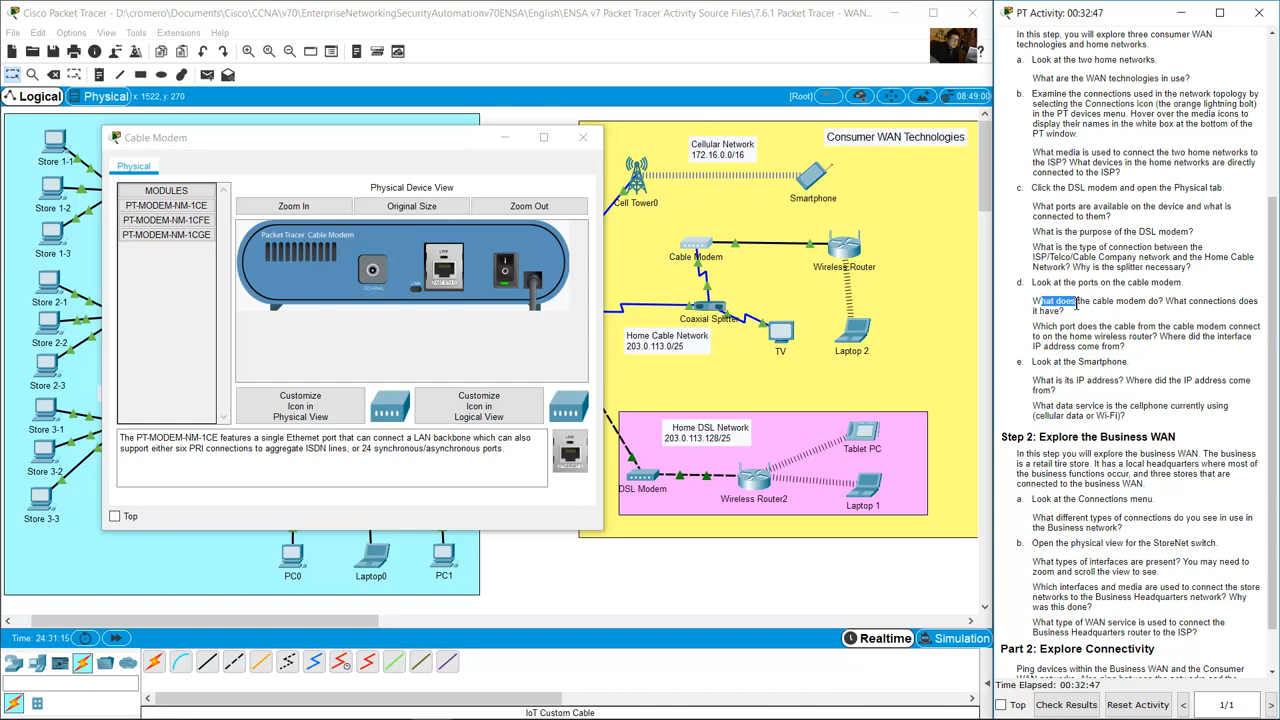 Cisco Packet Tracer - D:\cromero\Documents\Cisco\CCNA\v70\EnterpriseNetworkingSecurityAutomationv70ENSA\English\ENSA v7 Packet Tracer Activity Source Files\7.6.1 Packet Tracer - WAN...
File Edit Options View Tools Extensions Help
Logical Physical x: 1522, y: 270 [Root] 08:49:00
Store 1-1
Store 1-2
Store 1-3
Store 2-1
Store 2-2
Store 2-3
Store 3-1
Store 3-2
Store 3-3
PC0
Laptop0
PC1
Cable Modem
Physical
MODULES
PT-MODEM-NM-1CE
PT-MODEM-NM-1CFE
PT-MODEM-NM-1CGE
Physical Device View
Zoom In Original Size Zoom Out
Packet Tracer Cable Modem
COAXIAL
LINK
Customize
Icon in
Physical View
Customize
Icon in
Logical View
The PT-MODEM-NM-1CE features a single Ethernet port that can connect a LAN backbone which can also
support either six PRI connections to aggregate ISDN lines, or 24 synchronous/asynchronous ports.
Top
Consumer WAN Technologies
Cellular Network
172.16.0.0/16
Cell Tower0
Smartphone
Cable Modem
Wireless Router
Coaxial Splitter
Home Cable Network
203.0.113.0/25
TV
Laptop 2
Home DSL Network
203.0.113.128/25
Tablet PC
DSL Modem
Wireless Router2
Laptop 1
Time: 24:31:15
Realtime Simulation
IoT Custom Cable
PT Activity: 00:32:47
In this step, you will explore three consumer WAN
technologies and home networks.
a. Look at the two home networks.
What are the WAN technologies in use?
b. Examine the connections used in the network topology by
selecting the Connections icon (the orange lightning bolt)
in the PT devices menu. Hover over the media icons to
display their names in the white box at the bottom of the
PT window.
What media is used to connect the two home networks to
the ISP? What devices in the home networks are directly
connected to the ISP?
c. Click the DSL modem and open the Physical tab.
What ports are available on the device and what is
connected to them?
What is the purpose of the DSL modem?
What is the type of connection between the
ISP/Telco/Cable Company network and the Home Cable
Network? Why is the splitter necessary?
d. Look at the ports on the cable modem.
What does the cable modem do? What connections does
it have?
Which port does the cable from the cable modem connect
to on the home wireless router? Where did the interface
IP address come from?
e. Look at the Smartphone.
What is its IP address? Where did the IP address come
from?
What data service is the cellphone currently using
(cellular data or Wi-Fi)?
Step 2: Explore the Business WAN
In this step you will explore the business WAN. The business
is a retail tire store. It has a local headquarters where most of
the business functions occur, and three stores that are
connected to the business WAN.
a. Look at the Connections menu.
What different types of connections do you see in use in
the Business network?
b. Open the physical view for the StoreNet switch.
What types of interfaces are present? You may need to
zoom and scroll the view to see.
Which interfaces and media are used to connect the store
networks to the Business Headquarters network? Why
was this done?
What type of WAN service is used to connect the
Business Headquarters router to the ISP?
Part 2: Explore Connectivity
Ping devices within the Business WAN and the Consumer
Time Elapsed: 00:32:47
Top Check Results Reset Activity < 1/1 >